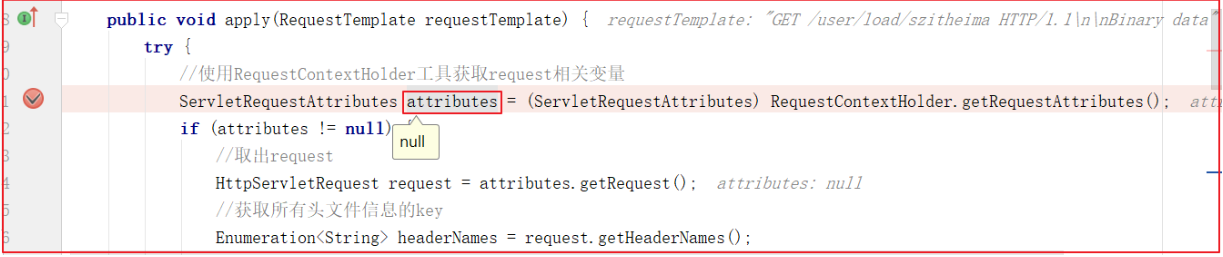 8 public void apply(RequestTemplate requestTemplate) { requestTemplate: "GET /user/load/szitheima HTTP/1.1\n\nBinary data
9 try {
0 //使用RequestContextHolder工具获取request相关变量
1 ServletRequestAttributes attributes = (ServletRequestAttributes) RequestContextHolder.getRequestAttributes(); att
2 if (attributes != null)
null
3 //取出request
4 HttpServletRequest request = attributes.getRequest(); attributes: null
5 //获取所有头文件信息的key
6 Enumeration<String> headerNames = request.getHeaderNames();